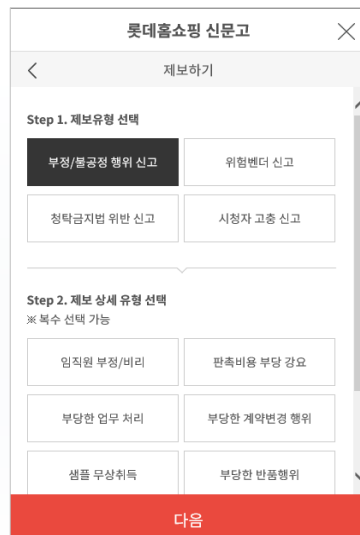 롯데홈쇼핑 신문고
제보하기
Step 1. 제보유형 선택
부정/불공정 행위 신고
위험벤더 신고
청탁금지법 위반 신고
시청자 고충 신고
Step 2. 제보 상세 유형 선택
※ 복수 선택 가능
임직원 부정/비리
판촉비용 부당 강요
부당한 업무 처리
부당한 계약변경 행위
샘플 무상취득
부당한 반품행위
다음